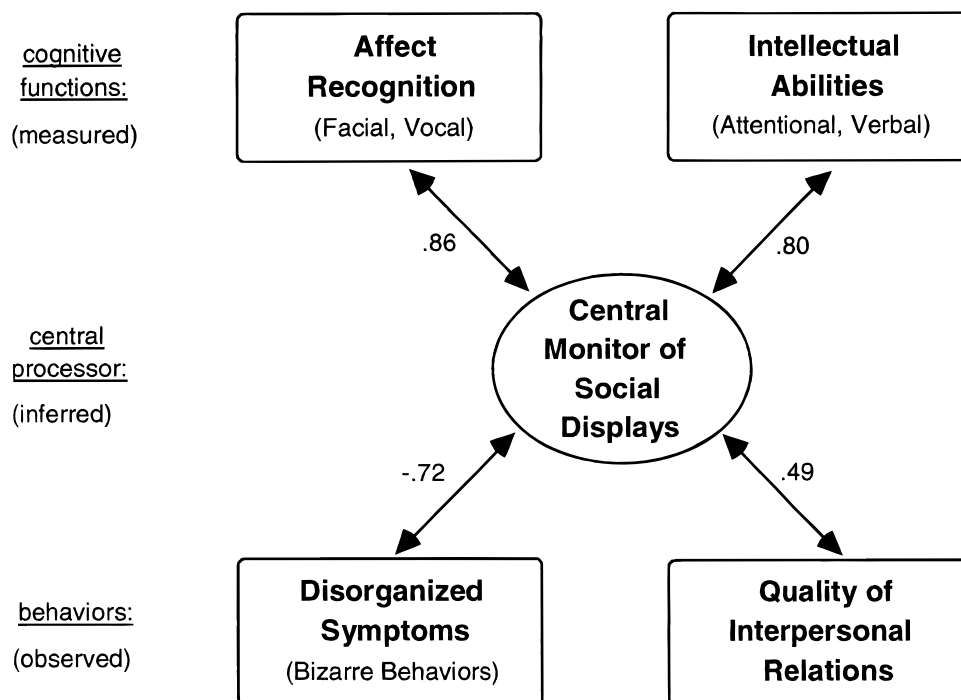 cognitive
functions:
(measured)
Affect
Recognition
(Facial, Vocal)
Intellectual
Abilities
(Attentional, Verbal)
.86
.80
central
processor:
(inferred)
Central
Monitor of
Social
Displays
-.72
.49
behaviors:
(observed)
Disorganized
Symptoms
(Bizarre Behaviors)
Quality of
Interpersonal
Relations